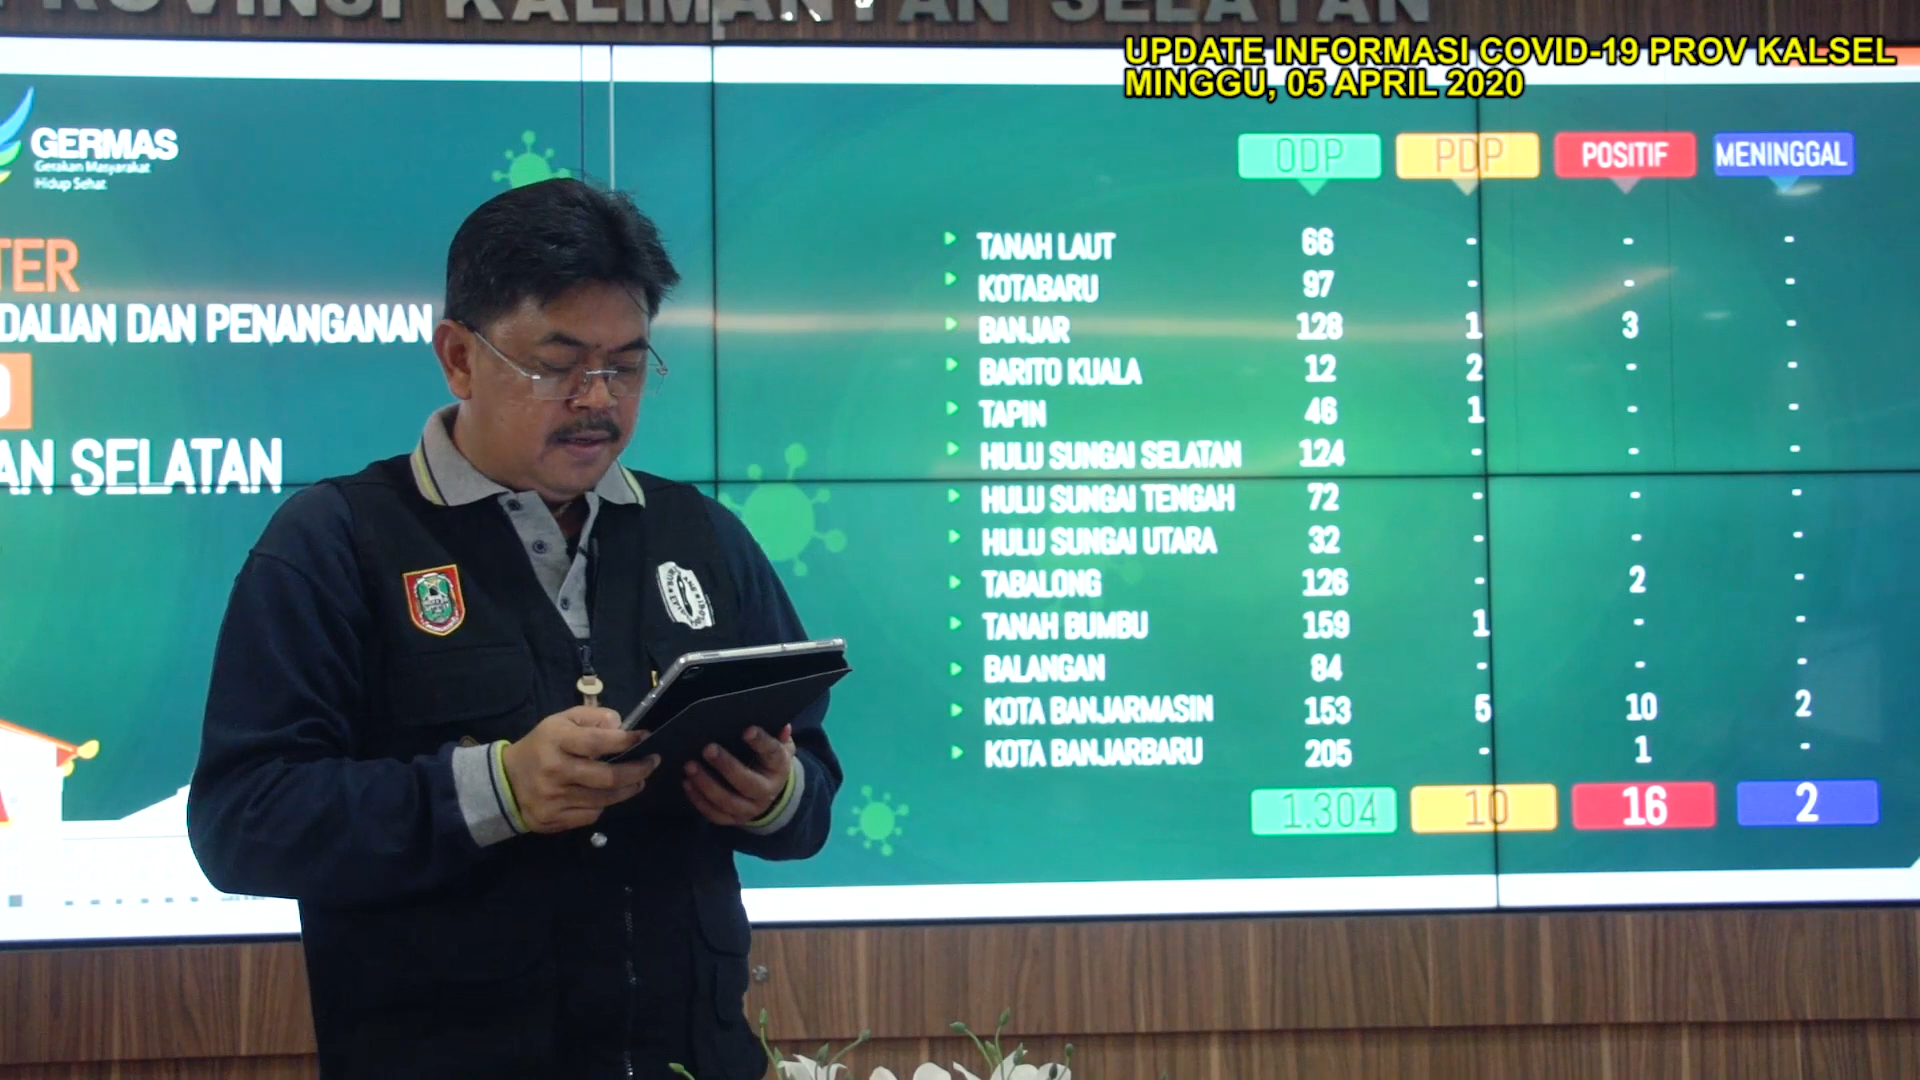 PROVINSI KALIMANTAN SELATAN
UPDATE INFORMASI COVID-19 PROV KALSEL
MINGGU, 05 APRIL 2020
GERMAS
Gerakan Masyarakat
Hidup Sehat
TER
DALIAN DAN PENANGANAN
AN SELATAN
ODP PDP POSITIF MENINGGAL
TANAH LAUT 66 - - -
KOTABARU 97 - - -
BANJAR 128 1 3 -
BARITO KUALA 12 2 - -
TAPIN 46 1 - -
HULU SUNGAI SELATAN 124 - - -
HULU SUNGAI TENGAH 72 - - -
HULU SUNGAI UTARA 32 - - -
TABALONG 126 - 2 -
TANAH BUMBU 159 1 - -
BALANGAN 84 - - -
KOTA BANJARMASIN 153 5 10 2
KOTA BANJARBARU 205 - 1 -
1.304 10 16 2